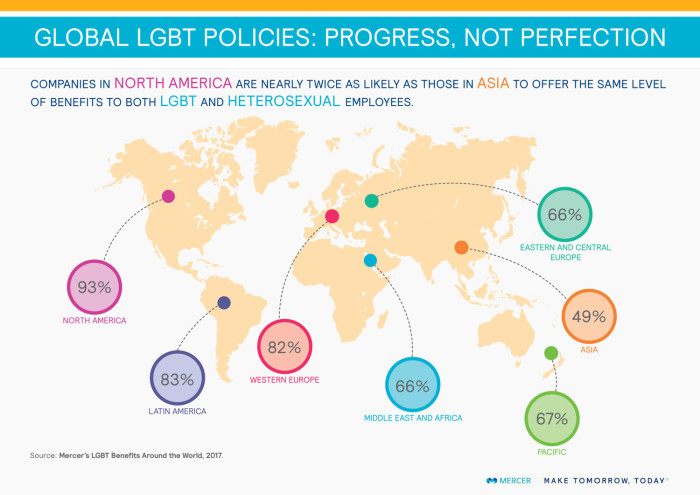 GLOBAL LGBT POLICIES: PROGRESS, NOT PERFECTION
COMPANIES IN NORTH AMERICA ARE NEARLY TWICE AS LIKELY AS THOSE IN ASIA TO OFFER THE SAME LEVEL
OF BENEFITS TO BOTH LGBT AND HETEROSEXUAL EMPLOYEES.
66%
EASTERN AND CENTRAL
EUROPE
93%
NORTH AMERICA
49%
ASIA
82%
WESTERN EUROPE
83%
LATIN AMERICA
66%
MIDDLE EAST AND AFRICA
67%
PACIFIC
Source: Mercer's LGBT Benefits Around the World, 2017.
MERCER MAKE TOMORROW, TODAY